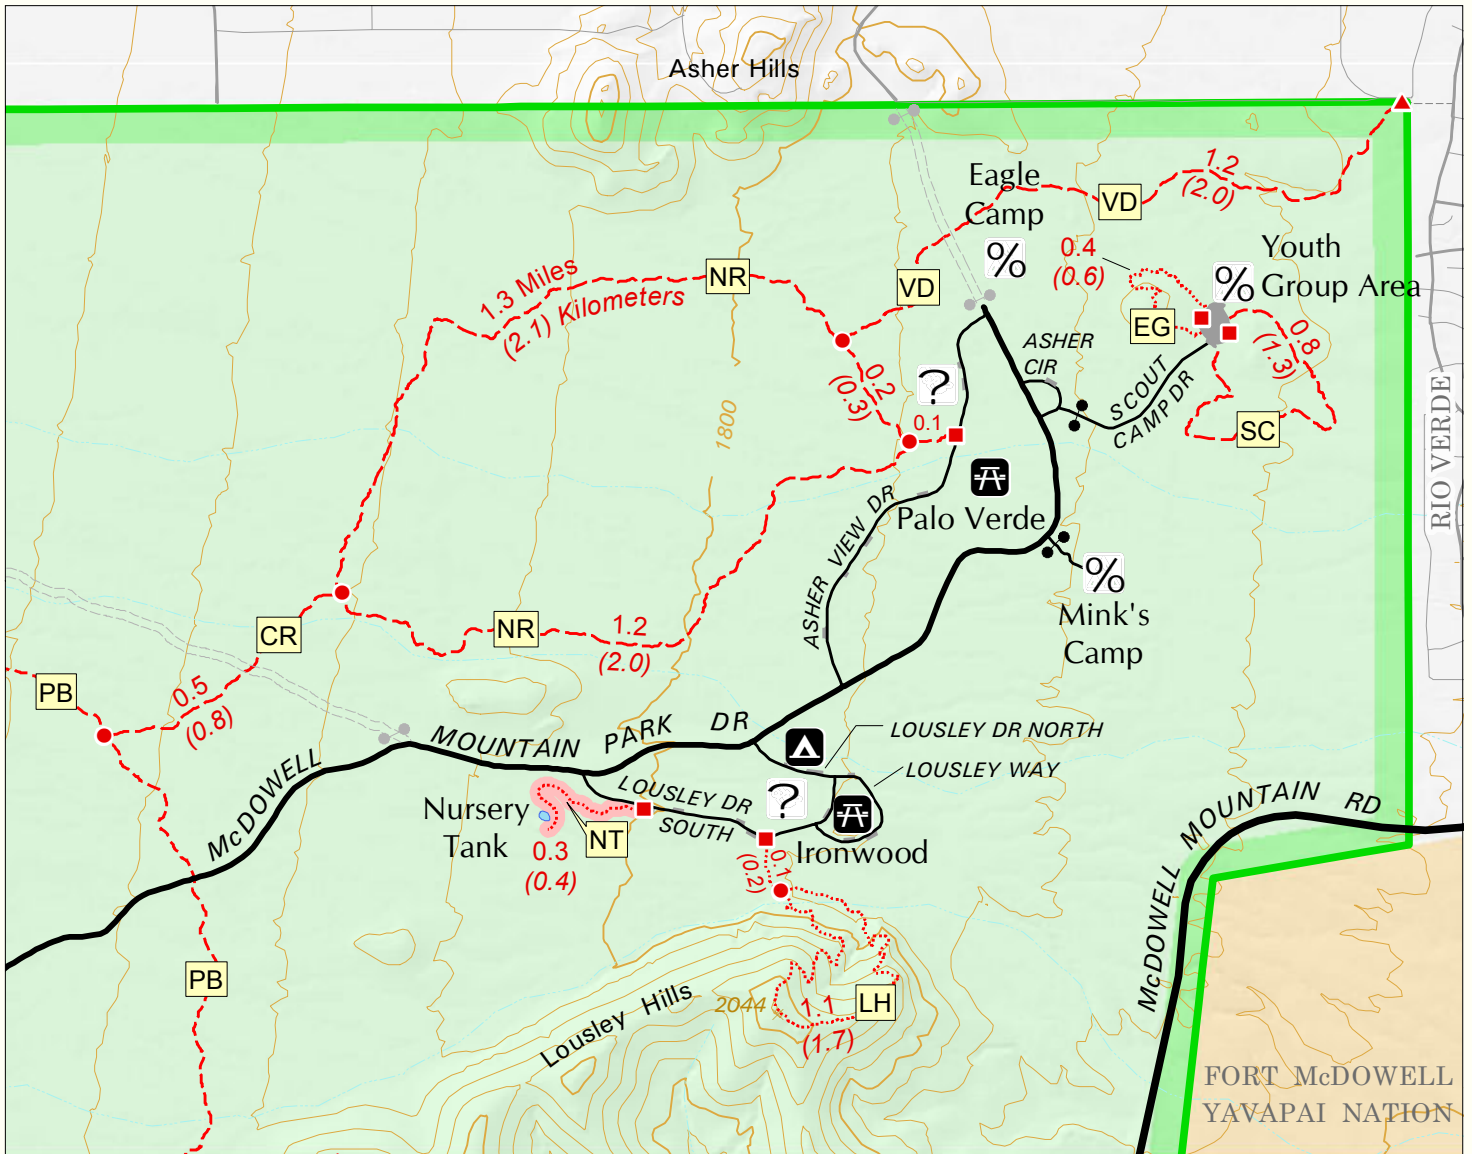 Asher Hills
Eagle
Camp
VD
1.2
(2.0)
Youth
Group Area
%
%
0.4
(0.6)
EG
0.8
(1.3)
SC
NR
1.3 Miles
(2.1) Kilometers
VD
ASHER
CIR
SCOUT
CAMP DR
RIO VERDE
0.2
(0.3)
?
0.1
1800
Palo Verde
ASHER VIEW DR
%
Mink's
Camp
NR
1.2
(2.0)
CR
PB
0.5
(0.8)
McDOWELL MOUNTAIN PARK DR
LOUSLEY DR NORTH
LOUSLEY WAY
LOUSLEY DR
SOUTH
?
Nursery
Tank
NT
0.3
(0.4)
Ironwood
0.1
(0.2)
McDOWELL MOUNTAIN RD
PB
Lousley Hills
2044
1.1
(1.7)
LH
FORT McDOWELL
YAVAPAI NATION